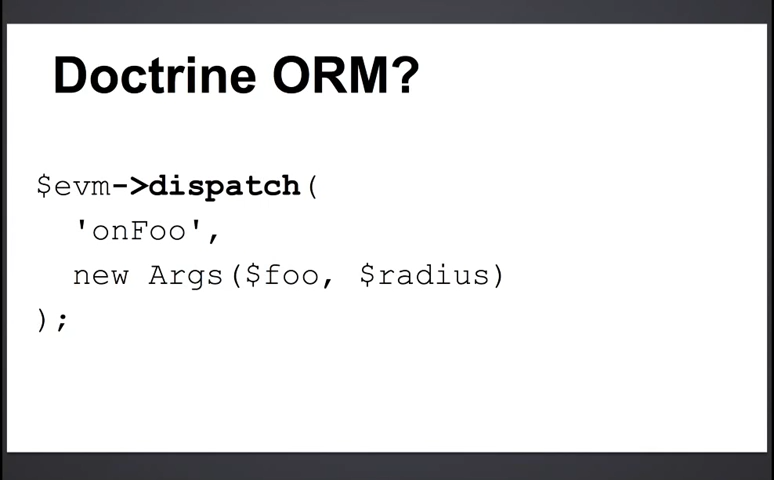 Doctrine ORM?
$evm->dispatch(
  'onFoo',
  new Args($foo, $radius)
);